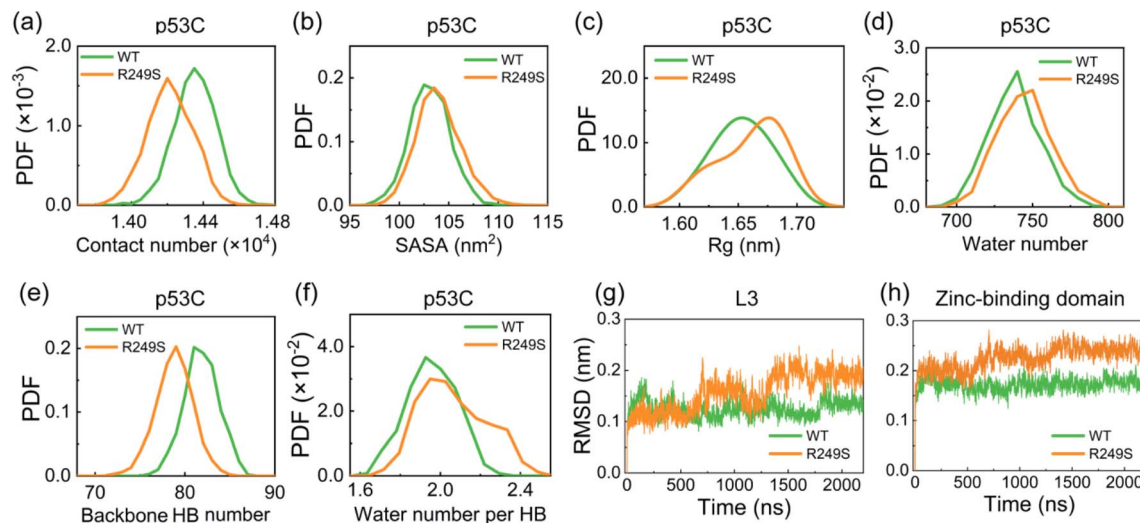 (a) p53C
WT
R249S
PDF (×10⁻³)
2.0
1.0
0.0
1.40 1.44 1.48
Contact number (×10⁴)
(b) p53C
WT
R249S
PDF
0.2
0.1
0.0
95 100 105 110 115
SASA (nm²)
(c) p53C
WT
R249S
PDF
20.0
10.0
0.0
1.60 1.65 1.70
Rg (nm)
(d) p53C
WT
R249S
PDF (×10⁻²)
3.0
2.0
1.0
0.0
700 750 800
Water number
(e) p53C
WT
R249S
PDF
0.2
0.1
0.0
70 80 90
Backbone HB number
(f) p53C
WT
R249S
PDF (×10⁻²)
4.0
2.0
0.0
1.6 2.0 2.4
Water number per HB
(g) L3
RMSD (nm)
0.3
0.2
0.1
0.0
WT
R249S
0 500 1000 1500 2000
Time (ns)
(h) Zinc-binding domain
0.3
0.2
0.1
0.0
WT
R249S
0 500 1000 1500 2000
Time (ns)